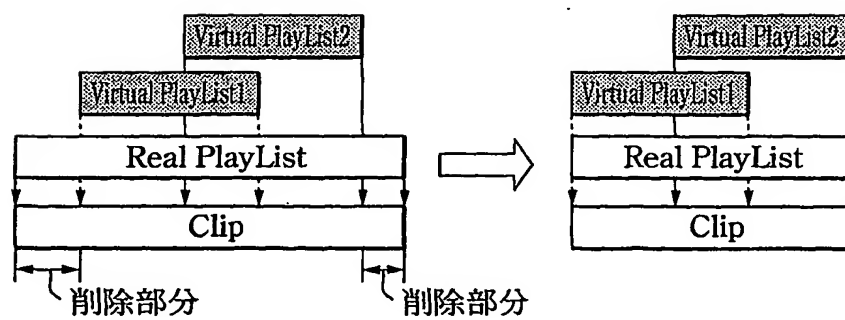 Virtual PlayList2
Virtual PlayList1
Real PlayList
Clip
削除部分
削除部分
Virtual PlayList2
Virtual PlayList1
Real PlayList
Clip